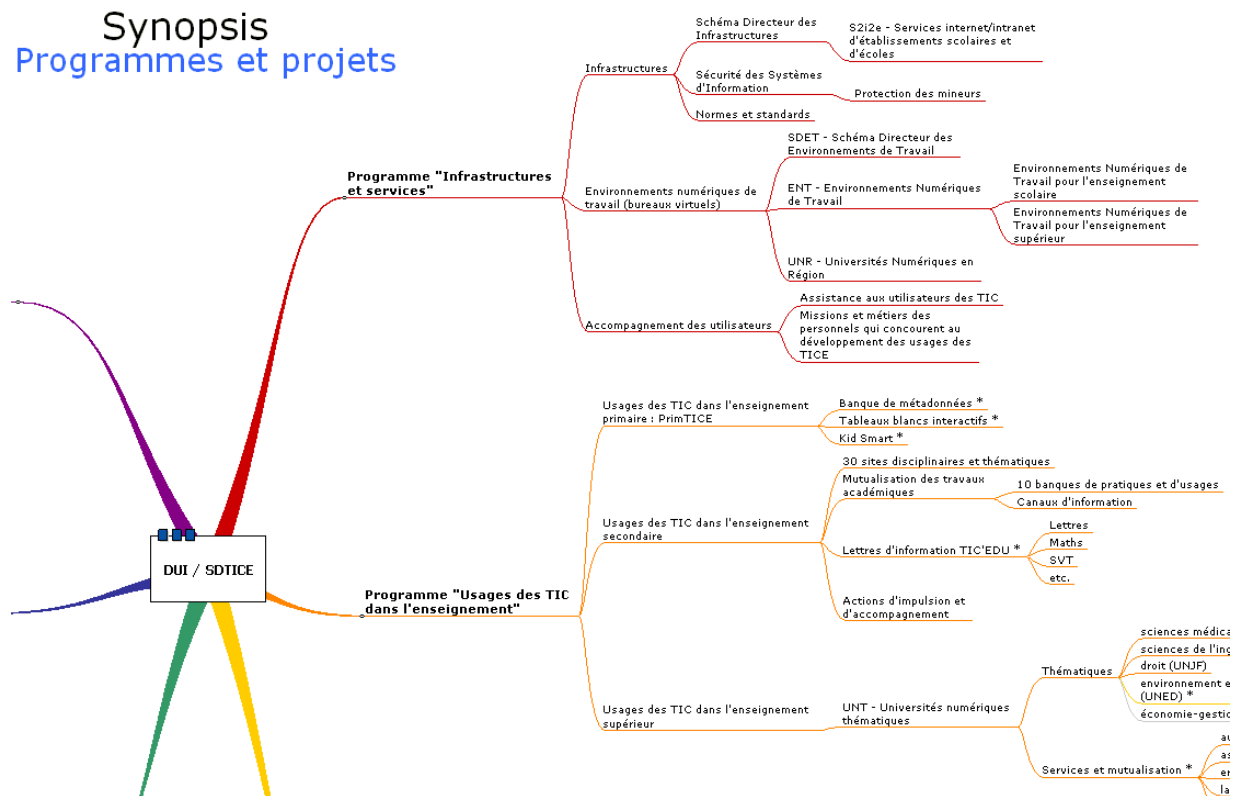 Synopsis
Programmes et projets
DUI / SDTICE
Programme "Infrastructures
et services"
Infrastructures
Schéma Directeur des
Infrastructures
S2i2e - Services internet/intranet
d'établissements scolaires et
d'écoles
Sécurité des Systèmes
d'Information
Protection des mineurs
Normes et standards
Environnements numériques de
travail (bureaux virtuels)
SDET - Schéma Directeur des
Environnements de Travail
ENT - Environnements Numériques
de Travail
Environnements Numériques de
Travail pour l'enseignement
scolaire
Environnements Numériques de
Travail pour l'enseignement
supérieur
UNR - Universités Numériques en
Région
Accompagnement des utilisateurs
Assistance aux utilisateurs des TIC
Missions et métiers des
personnels qui concourent au
développement des usages des
TICE
Programme "Usages des TIC
dans l'enseignement"
Usages des TIC dans l'enseignement
primaire : PrimTICE
Banque de métadonnées *
Tableaux blancs interactifs *
Kid Smart *
Usages des TIC dans l'enseignement
secondaire
30 sites disciplinaires et thématiques
Mutualisation des travaux
académiques
10 banques de pratiques et d'usages
Canaux d'information
Lettres d'information TIC'EDU *
Lettres
Maths
SVT
etc.
Actions d'impulsion et
d'accompagnement
Usages des TIC dans l'enseignement
supérieur
UNT - Universités numériques
thématiques
Thématiques
sciences
sciences de
droit (UNJF)
environnement
(UNED) *
Services et mutualisation *